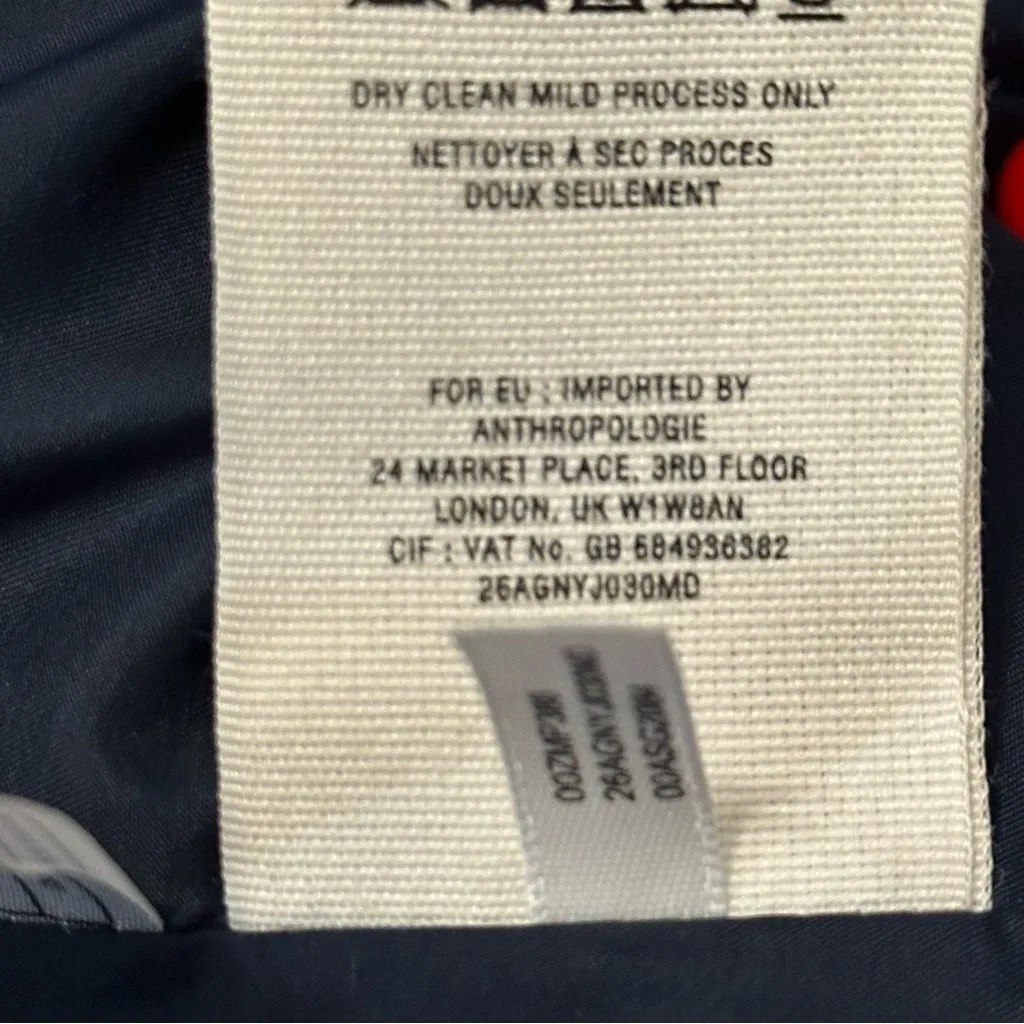 DRY CLEAN MILD PROCESS ONLY
NETTOYER À SEC PROCES
DOUX SEULEMENT
FOR EU : IMPORTED BY
ANTHROPOLOGIE
24 MARKET PLACE, 3RD FLOOR
LONDON, UK W1W8AN
CIF : VAT No. GB 684936382
26AGNYJ030MD